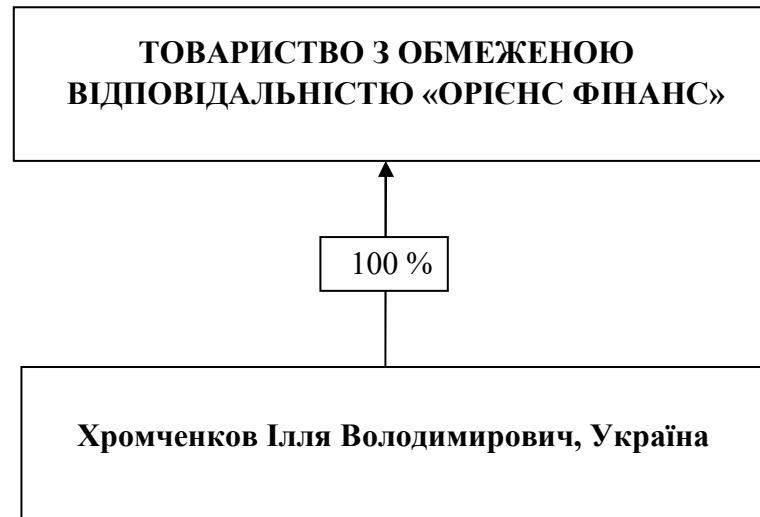 ТОВАРИСТВО З ОБМЕЖЕНОЮ
ВІДПОВІДАЛЬНІСТЮ «ОРІЄНС ФІНАНС»
100 %
Хромченков Ілля Володимирович, Україна